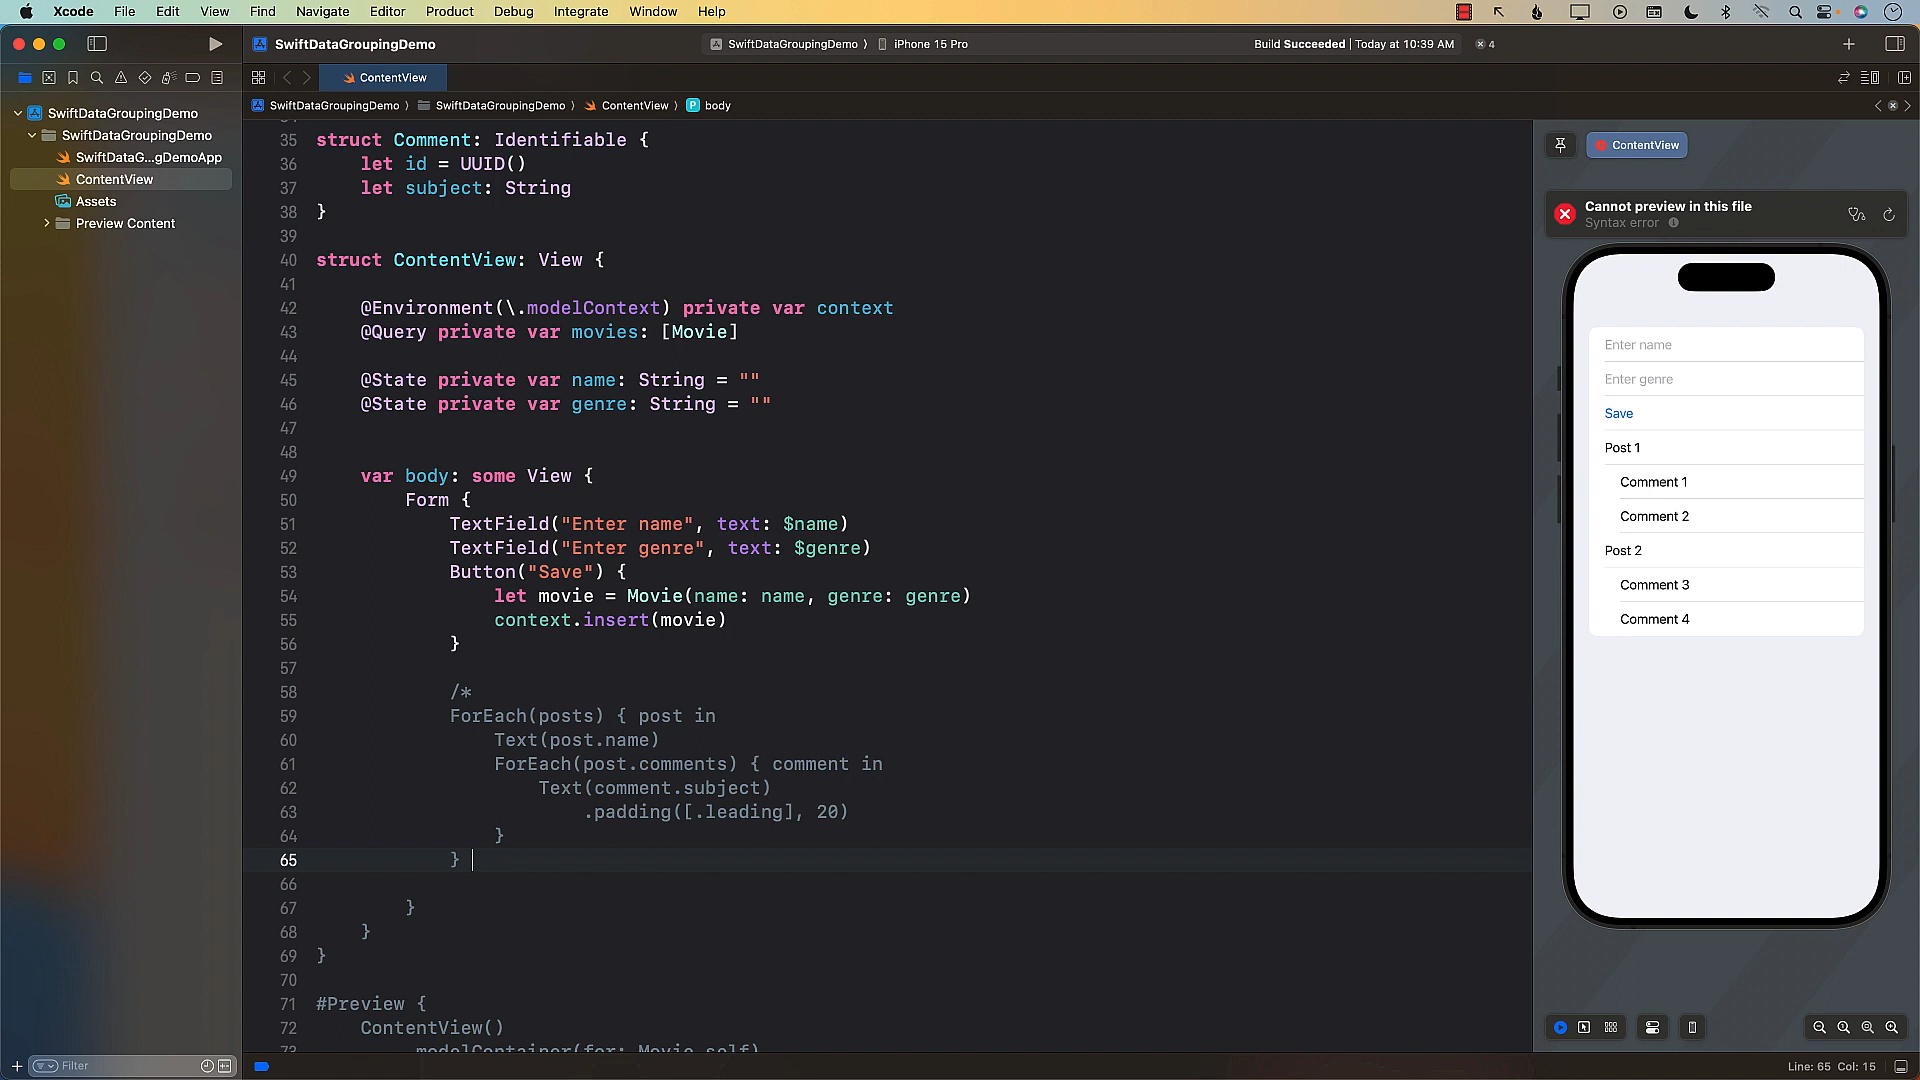 Xcode File Edit View Find Navigate Editor Product Debug Integrate Window Help
SwiftDataGroupingDemo
SwiftDataGroupingDemo ⟩ iPhone 15 Pro
Build Succeeded | Today at 10:39 AM
4
ContentView
SwiftDataGroupingDemo ⟩ SwiftDataGroupingDemo ⟩ ContentView ⟩ P body
SwiftDataGroupingDemo
SwiftDataGroupingDemo
SwiftDataG...gDemoApp
ContentView
Assets
Preview Content
35 struct Comment: Identifiable {
36     let id = UUID()
37     let subject: String
38 }
39
40 struct ContentView: View {
41
42     @Environment(\.modelContext) private var context
43     @Query private var movies: [Movie]
44
45     @State private var name: String = ""
46     @State private var genre: String = ""
47
48
49     var body: some View {
50         Form {
51             TextField("Enter name", text: $name)
52             TextField("Enter genre", text: $genre)
53             Button("Save") {
54                 let movie = Movie(name: name, genre: genre)
55                 context.insert(movie)
56             }
57
58             /*
59             ForEach(posts) { post in
60                 Text(post.name)
61                 ForEach(post.comments) { comment in
62                     Text(comment.subject)
63                         .padding([.leading], 20)
64                 }
65             }
66
67         }
68     }
69 }
70
71 #Preview {
72     ContentView()
73         .modelContainer(for: Movie.self)
ContentView
Cannot preview in this file
Syntax error
Enter name
Enter genre
Save
Post 1
Comment 1
Comment 2
Post 2
Comment 3
Comment 4
Filter
Line: 65 Col: 15